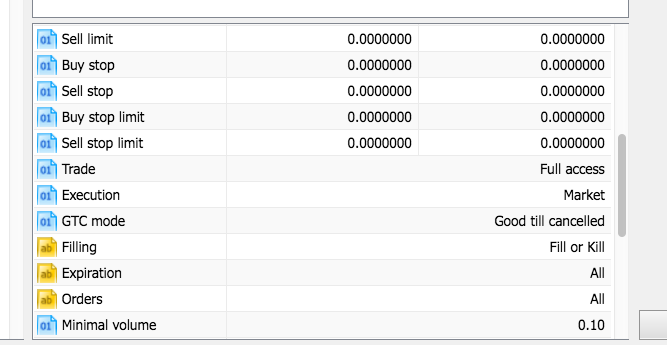 Sell limit 0.0000000 0.0000000
Buy stop 0.0000000 0.0000000
Sell stop 0.0000000 0.0000000
Buy stop limit 0.0000000 0.0000000
Sell stop limit 0.0000000 0.0000000
Trade Full access
Execution Market
GTC mode Good till cancelled
Filling Fill or Kill
Expiration All
Orders All
Minimal volume 0.10